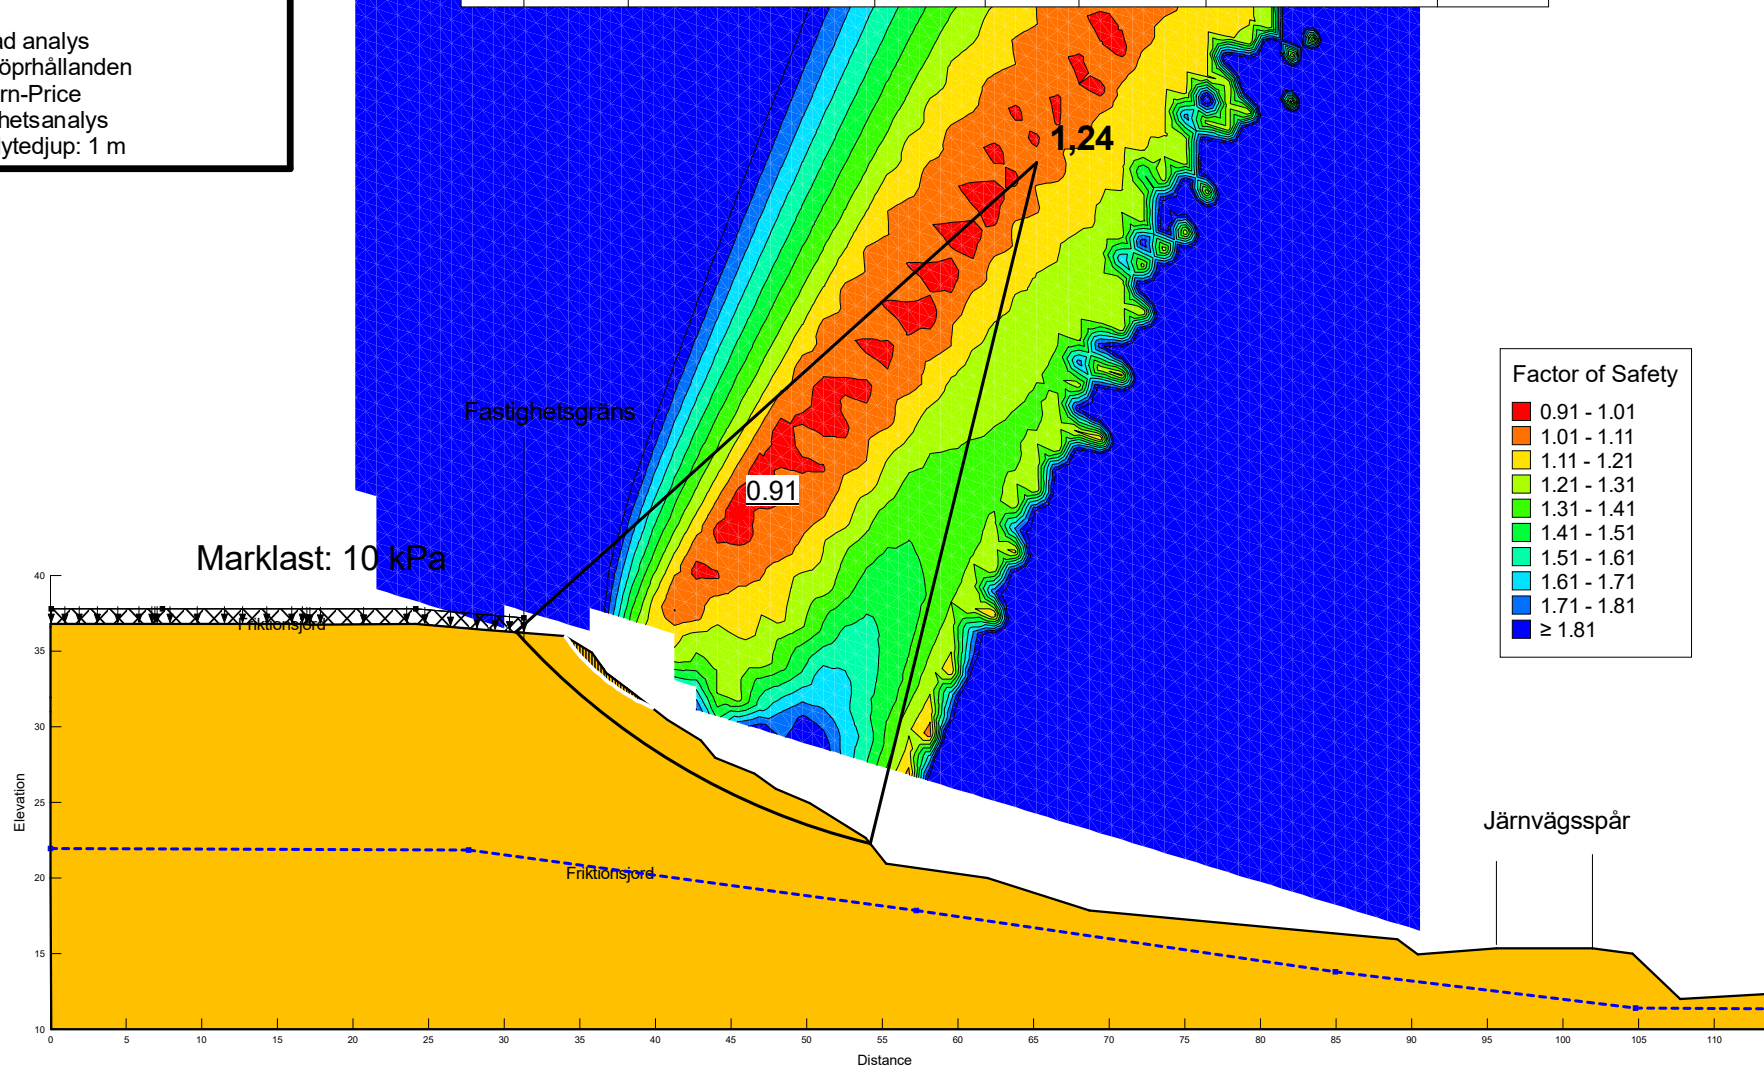 ad analys
öprhållanden
rn-Price
hetsanalys
lytedjup: 1 m
1,24
Factor of Safety
0.91 - 1.01
1.01 - 1.11
1.11 - 1.21
1.21 - 1.31
1.31 - 1.41
1.41 - 1.51
1.51 - 1.61
1.61 - 1.71
1.71 - 1.81
≥ 1.81
Fastighetsgräns
0.91
Marklast: 10 kPa
Friktionsjord
Friktionsjord
Järnvägsspår
Elevation
40
35
30
25
20
15
10
0 5 10 15 20 25 30 35 40 45 50 55 60 65 70 75 80 85 90 95 100 105 110
Distance